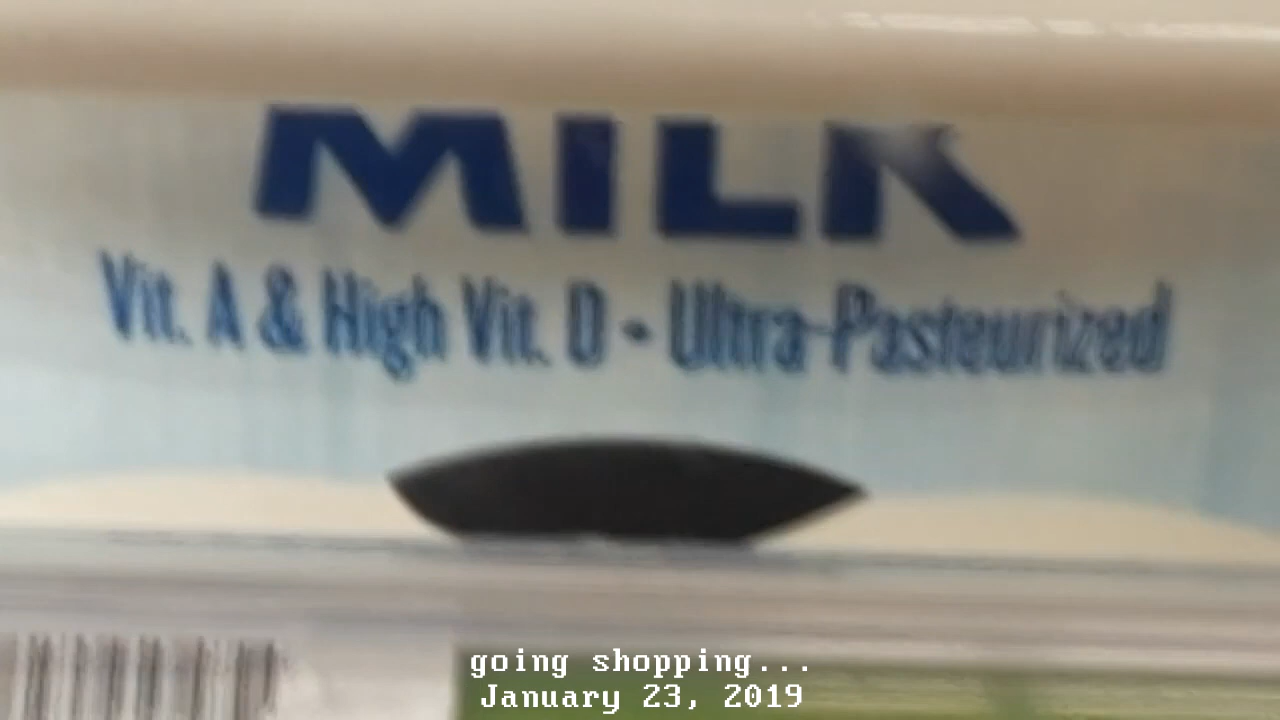 MILK
Vit. A & High Vit. D • Ultra-Pasteurized
going shopping...
January 23, 2019